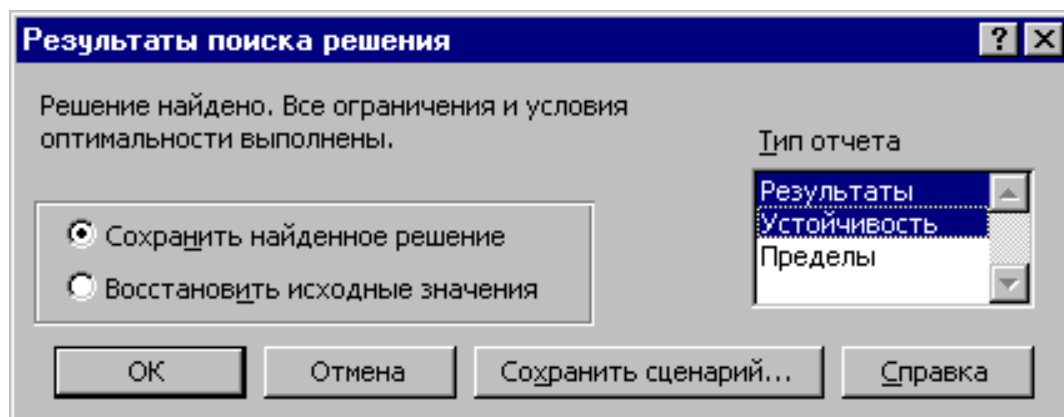 Результаты поиска решения
Решение найдено. Все ограничения и условия
оптимальности выполнены.
Тип отчета
Результаты
Устойчивость
Пределы
Сохранить найденное решение
Восстановить исходные значения
ОК
Отмена
Сохранить сценарий...
Справка